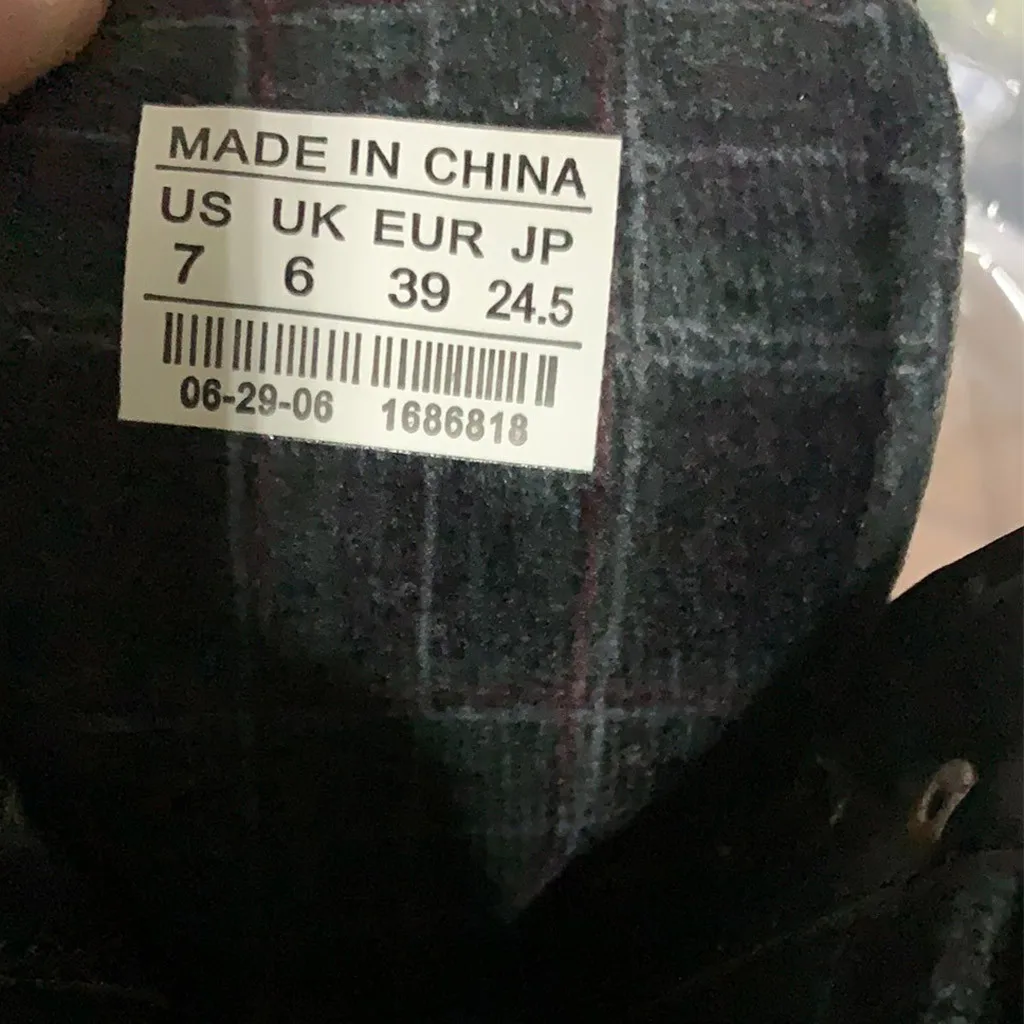 MADE IN CHINA
US UK EUR JP
7 6 39 24.5
06-29-06 1686818